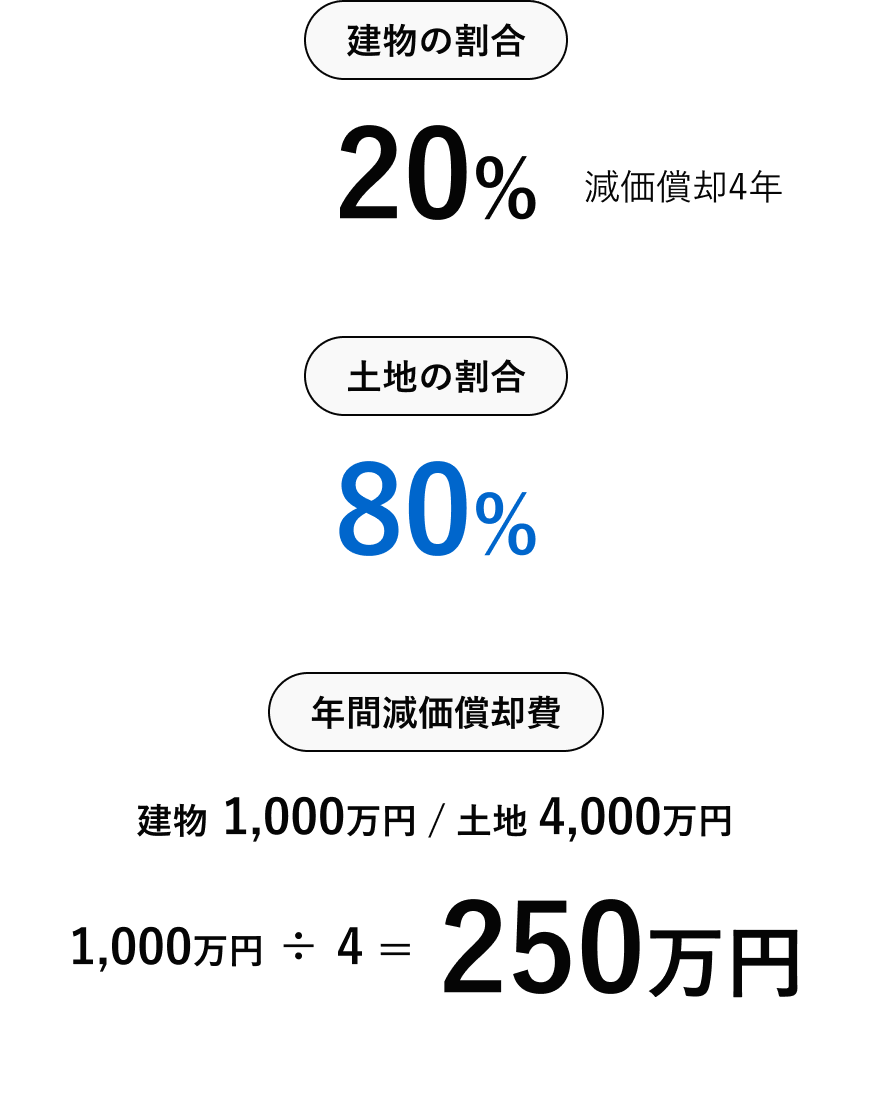 建物の割合
20% 減価償却4年
土地の割合
80%
年間減価償却費
建物 1,000万円 / 土地 4,000万円
1,000万円 ÷ 4 = 250万円